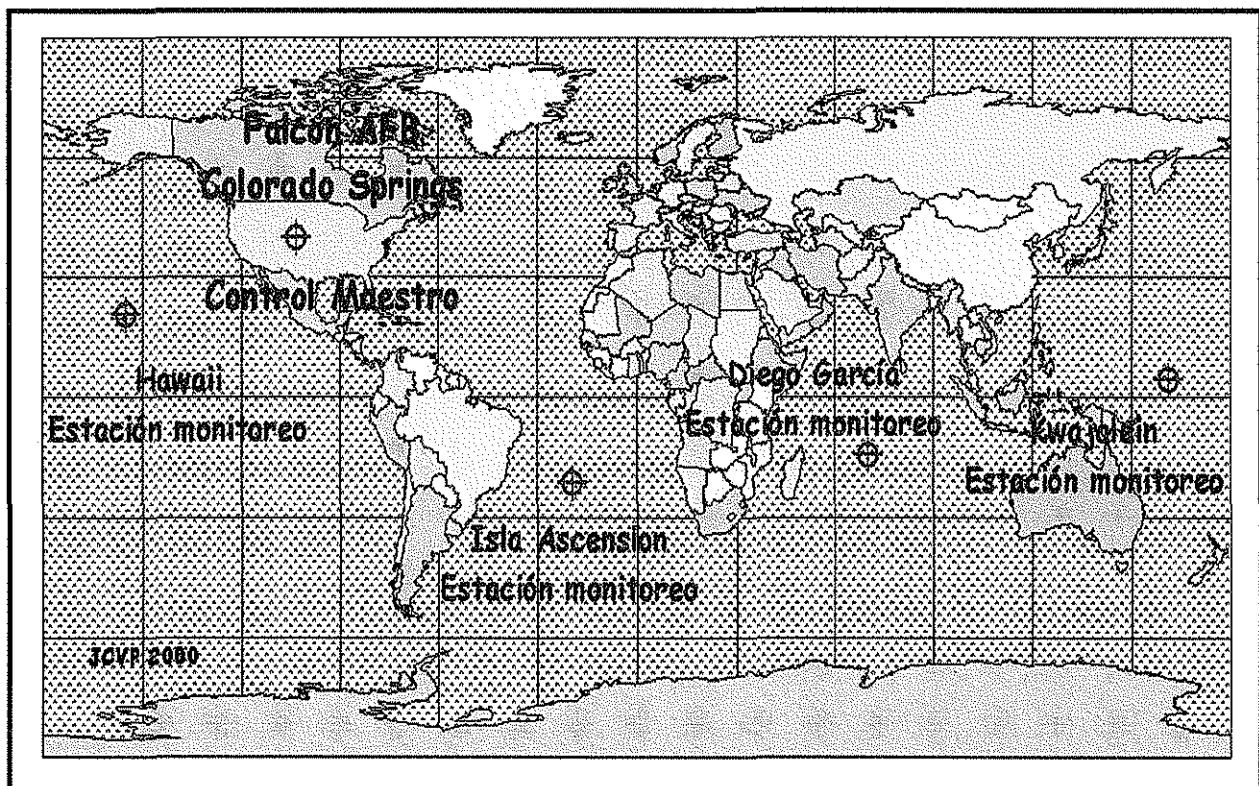 Falcon AFB
Colorado Springs
Control Maestro
Hawaii
Estación monitoreo
Diego García
Estación monitoreo
Kwajalein
Estación monitoreo
Isla Ascension
Estación monitoreo
JCVP 2000